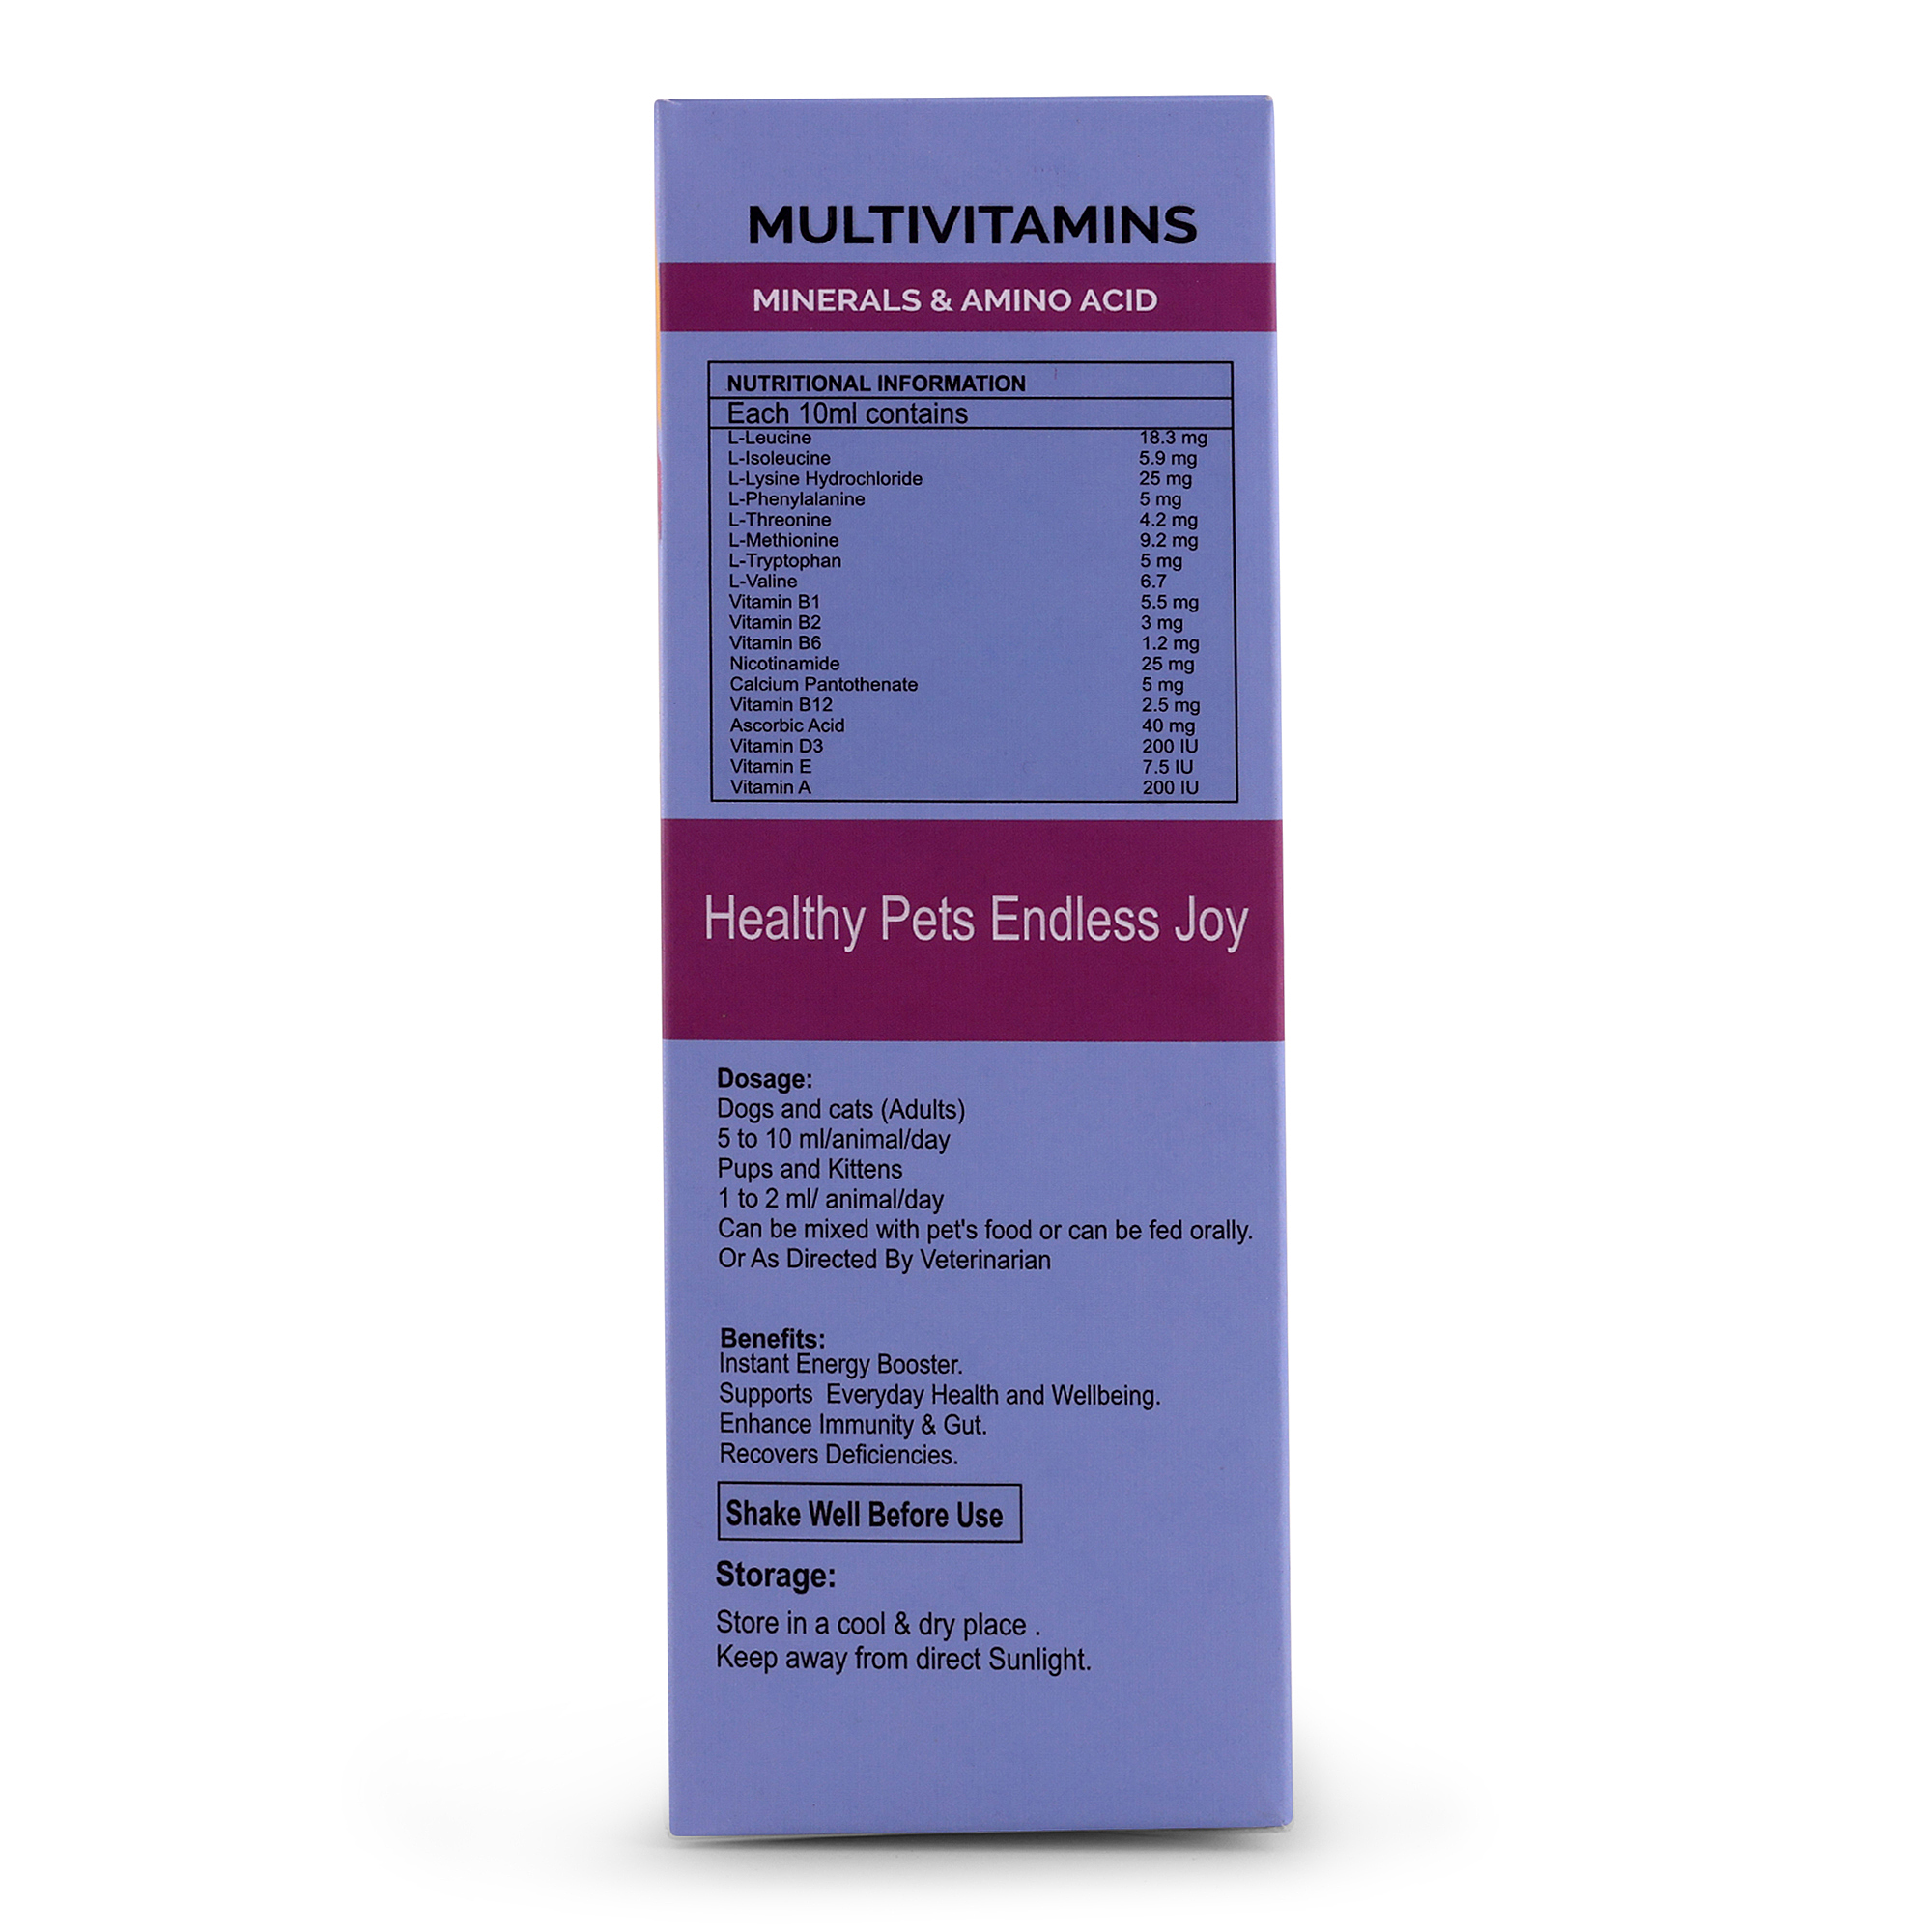 MULTIVITAMINS
MINERALS & AMINO ACID
NUTRITIONAL INFORMATION
Each 10ml contains
L-Leucine 18.3 mg
L-Isoleucine 5.9 mg
L-Lysine Hydrochloride 25 mg
L-Phenylalanine 5 mg
L-Threonine 4.2 mg
L-Methionine 9.2 mg
L-Tryptophan 5 mg
L-Valine 6.7
Vitamin B1 5.5 mg
Vitamin B2 3 mg
Vitamin B6 1.2 mg
Nicotinamide 25 mg
Calcium Pantothenate 5 mg
Vitamin B12 2.5 mg
Ascorbic Acid 40 mg
Vitamin D3 200 IU
Vitamin E 7.5 IU
Vitamin A 200 IU
Healthy Pets Endless Joy
Dosage:
Dogs and cats (Adults)
5 to 10 ml/animal/day
Pups and Kittens
1 to 2 ml/ animal/day
Can be mixed with pet's food or can be fed orally.
Or As Directed By Veterinarian
Benefits:
Instant Energy Booster.
Supports Everyday Health and Wellbeing.
Enhance Immunity & Gut.
Recovers Deficiencies.
Shake Well Before Use
Storage:
Store in a cool & dry place .
Keep away from direct Sunlight.